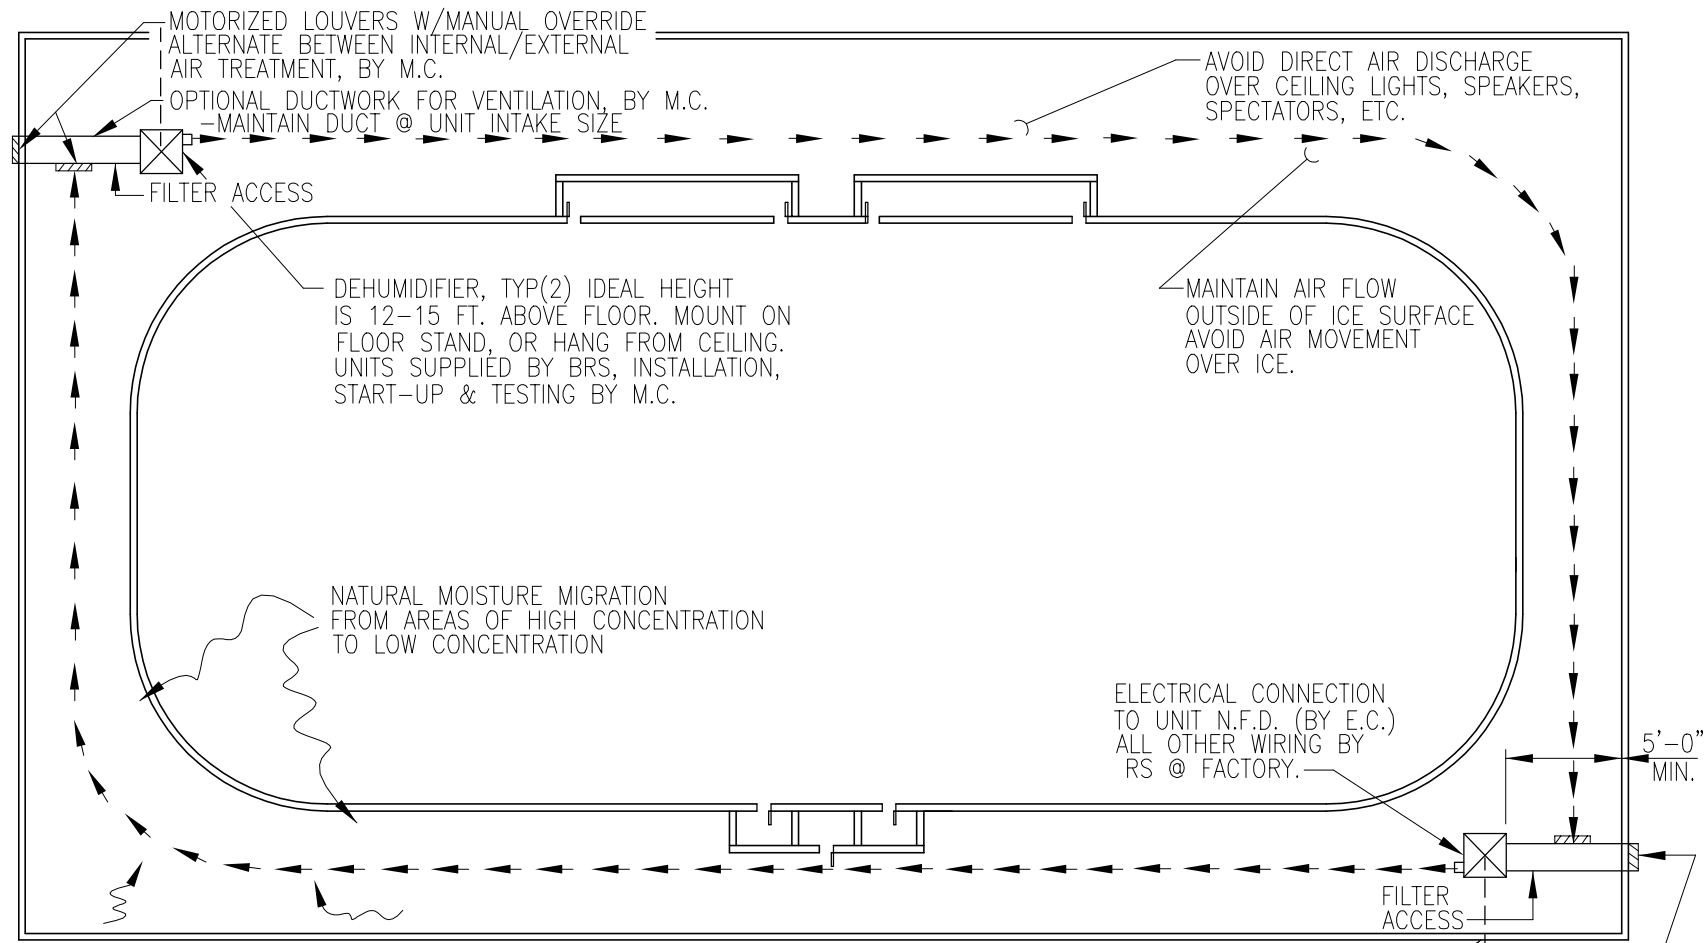 MOTORIZED LOUVERS W/MANUAL OVERRIDE
ALTERNATE BETWEEN INTERNAL/EXTERNAL
AIR TREATMENT, BY M.C.
OPTIONAL DUCTWORK FOR VENTILATION, BY M.C.
-MAINTAIN DUCT @ UNIT INTAKE SIZE
FILTER ACCESS
AVOID DIRECT AIR DISCHARGE
OVER CEILING LIGHTS, SPEAKERS,
SPECTATORS, ETC.
DEHUMIDIFIER, TYP(2) IDEAL HEIGHT
IS 12-15 FT. ABOVE FLOOR. MOUNT ON
FLOOR STAND, OR HANG FROM CEILING.
UNITS SUPPLIED BY BRS, INSTALLATION,
START-UP & TESTING BY M.C.
MAINTAIN AIR FLOW
OUTSIDE OF ICE SURFACE
AVOID AIR MOVEMENT
OVER ICE.
NATURAL MOISTURE MIGRATION
FROM AREAS OF HIGH CONCENTRATION
TO LOW CONCENTRATION
ELECTRICAL CONNECTION
TO UNIT N.F.D. (BY E.C.)
ALL OTHER WIRING BY
RS @ FACTORY.
5'-0"
MIN.
FILTER
ACCESS